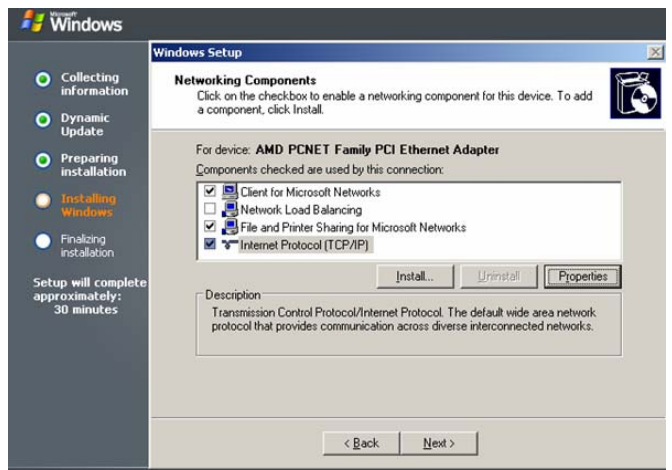 Microsoft
Windows
Collecting
information
Dynamic
Update
Preparing
installation
Installing
Windows
Finalizing
installation
Setup will complete
approximately:
30 minutes
Windows Setup
Networking Components
Click on the checkbox to enable a networking component for this device. To add
a component, click Install.
For device: AMD PCNET Family PCI Ethernet Adapter
Components checked are used by this connection:
Client for Microsoft Networks
Network Load Balancing
File and Printer Sharing for Microsoft Networks
Internet Protocol (TCP/IP)
Install... Uninstall Properties
Description
Transmission Control Protocol/Internet Protocol. The default wide area network
protocol that provides communication across diverse interconnected networks.
< Back Next >